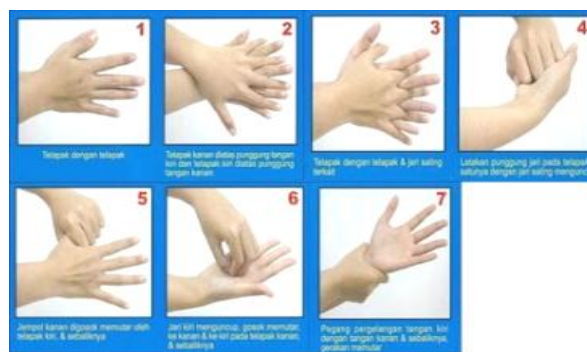 1
Telapak dengan telapak
2
Telapak kanan diatas punggung tangan
kiri dan telapak kiri diatas punggung
tangan kanan
3
Telapak dengan telapak & jari saling
terkait
4
Letakan punggung jari pada telapak
satunya dengan jari saling mengunci
5
Jempol kanan digosok memutar oleh
telapak kiri, & sebaliknya
6
Jari kiri menguncup, gosok memutar,
ke kanan & ke kiri pada telapak kanan,
& sebaliknya
7
Pegang pergelangan tangan kiri
dengan tangan kanan & sebaliknya,
gerakan memutar